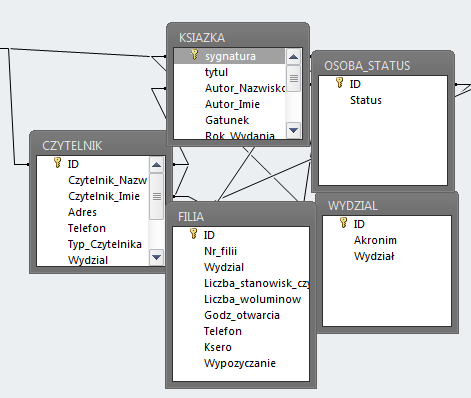 KSIAZKA
sygnatura
tytul
Autor_Nazwisko
Autor_Imie
Gatunek
Rok_Wydania
OSOBA_STATUS
ID
Status
CZYTELNIK
ID
Czytelnik_Nazw
Czytelnik_Imie
Adres
Telefon
Typ_Czytelnika
Wydzial
FILIA
ID
Nr_filii
Wydzial
Liczba_stanowisk_czy
Liczba_woluminow
Godz_otwarcia
Telefon
Ksero
Wypozyczanie
WYDZIAL
ID
Akronim
Wydział